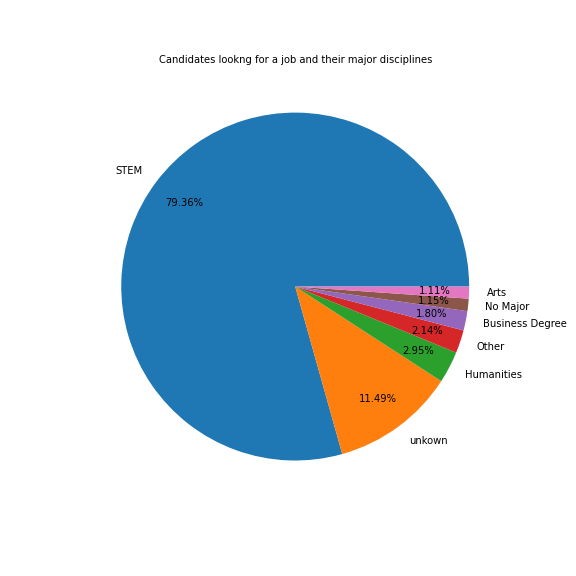 Candidates lookng for a job and their major disciplines
STEM
79.36%
1.11%
Arts
1.15%
No Major
1.80%
Business Degree
2.14%
Other
2.95%
Humanities
11.49%
unkown